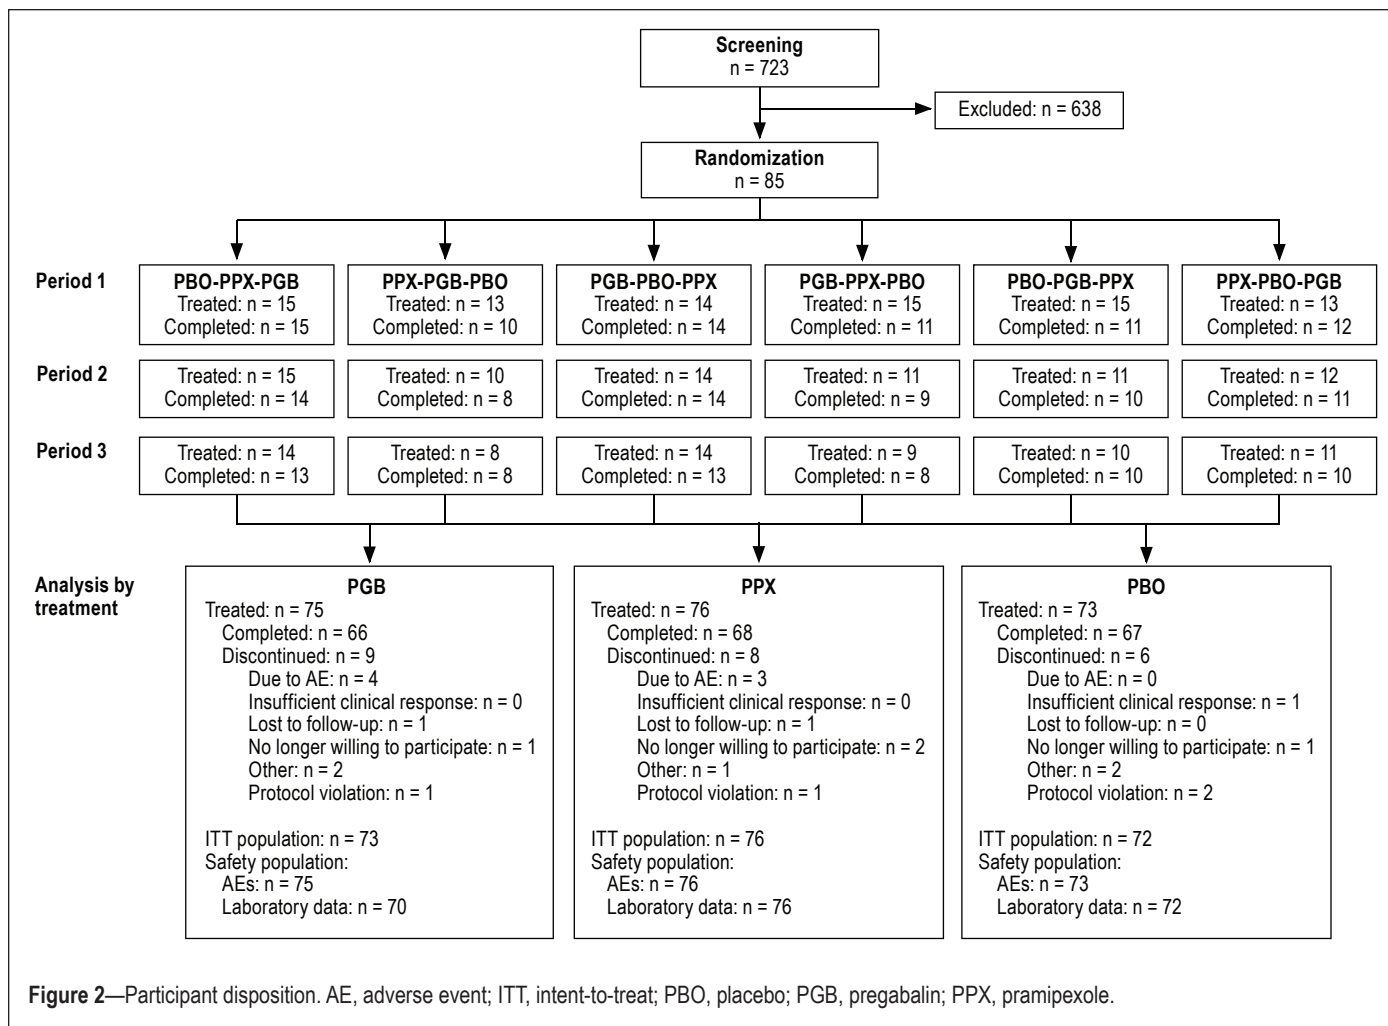 Screening
n = 723
Excluded: n = 638
Randomization
n = 85
Period 1
PBO-PPX-PGB
Treated: n = 15
Completed: n = 15
PPX-PGB-PBO
Treated: n = 13
Completed: n = 10
PGB-PBO-PPX
Treated: n = 14
Completed: n = 14
PGB-PPX-PBO
Treated: n = 15
Completed: n = 11
PBO-PGB-PPX
Treated: n = 15
Completed: n = 11
PPX-PBO-PGB
Treated: n = 13
Completed: n = 12
Period 2
Treated: n = 15
Completed: n = 14
Treated: n = 10
Completed: n = 8
Treated: n = 14
Completed: n = 14
Treated: n = 11
Completed: n = 9
Treated: n = 11
Completed: n = 10
Treated: n = 12
Completed: n = 11
Period 3
Treated: n = 14
Completed: n = 13
Treated: n = 8
Completed: n = 8
Treated: n = 14
Completed: n = 13
Treated: n = 9
Completed: n = 8
Treated: n = 10
Completed: n = 10
Treated: n = 11
Completed: n = 10
Analysis by
treatment
PGB
Treated: n = 75
Completed: n = 66
Discontinued: n = 9
Due to AE: n = 4
Insufficient clinical response: n = 0
Lost to follow-up: n = 1
No longer willing to participate: n = 1
Other: n = 2
Protocol violation: n = 1
ITT population: n = 73
Safety population:
AEs: n = 75
Laboratory data: n = 70
PPX
Treated: n = 76
Completed: n = 68
Discontinued: n = 8
Due to AE: n = 3
Insufficient clinical response: n = 0
Lost to follow-up: n = 1
No longer willing to participate: n = 2
Other: n = 1
Protocol violation: n = 1
ITT population: n = 76
Safety population:
AEs: n = 76
Laboratory data: n = 76
PBO
Treated: n = 73
Completed: n = 67
Discontinued: n = 6
Due to AE: n = 0
Insufficient clinical response: n = 1
Lost to follow-up: n = 0
No longer willing to participate: n = 1
Other: n = 2
Protocol violation: n = 2
ITT population: n = 72
Safety population:
AEs: n = 73
Laboratory data: n = 72
Figure 2—Participant disposition. AE, adverse event; ITT, intent-to-treat; PBO, placebo; PGB, pregabalin; PPX, pramipexole.